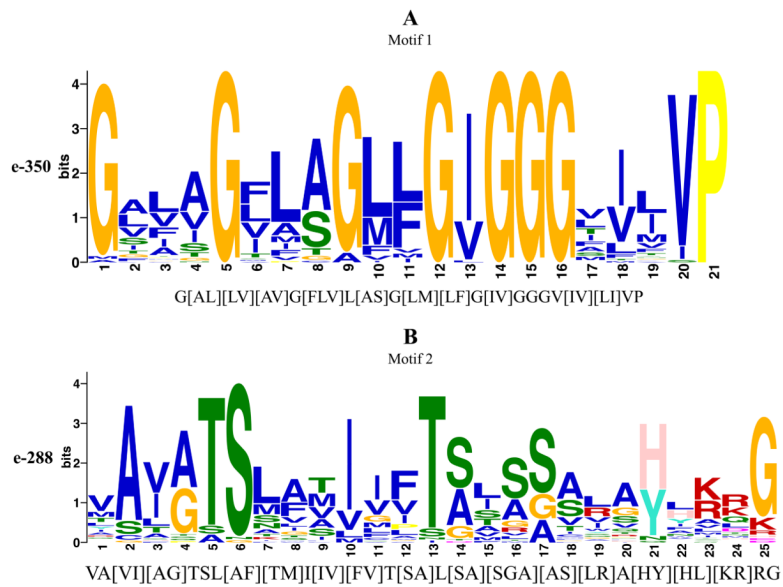 A
Motif 1
e-350
bits
4
3
2
1
0
1 2 3 4 5 6 7 8 9 10 11 12 13 14 15 16 17 18 19 20 21
G[AL][LV][AV]G[FLV]L[AS]G[LM][LF]G[IV]GGGV[IV][LI]VP
B
Motif 2
e-288
bits
4
3
2
1
0
1 2 3 4 5 6 7 8 9 10 11 12 13 14 15 16 17 18 19 20 21 22 23 24 25
VA[VI][AG]TSL[AF][TM]I[IV][FV]T[SA]L[SA][SGA][AS][LR]A[HY][HL][KR]RG